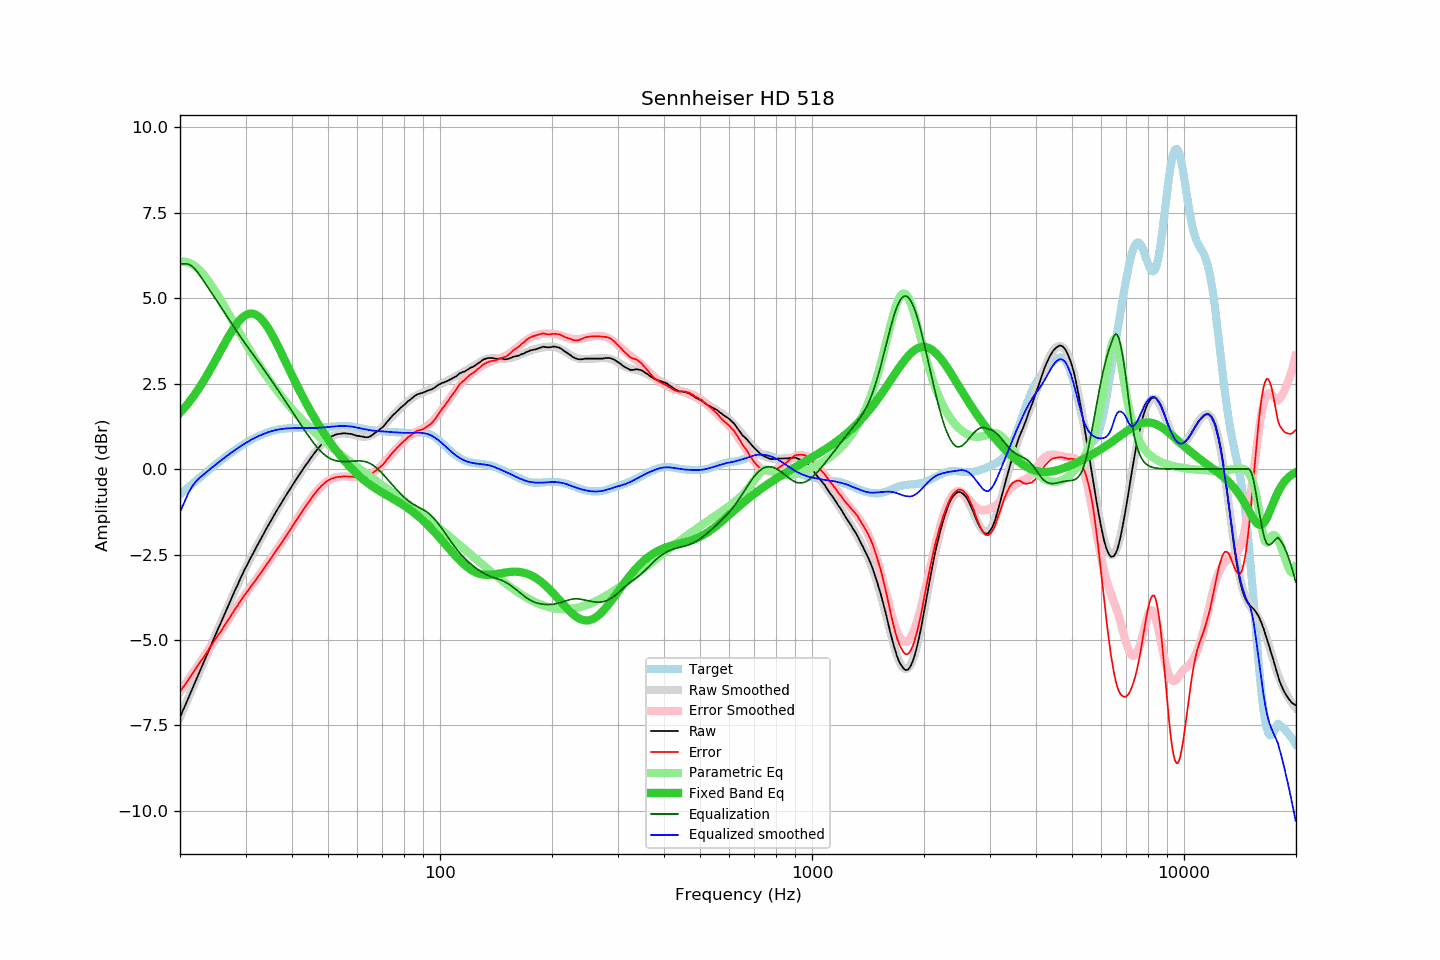 Sennheiser HD 518
10.0
7.5
5.0
2.5
0.0
−2.5
−5.0
−7.5
−10.0
Amplitude (dBr)
Target
Raw Smoothed
Error Smoothed
Raw
Error
Parametric Eq
Fixed Band Eq
Equalization
Equalized smoothed
100
1000
10000
Frequency (Hz)